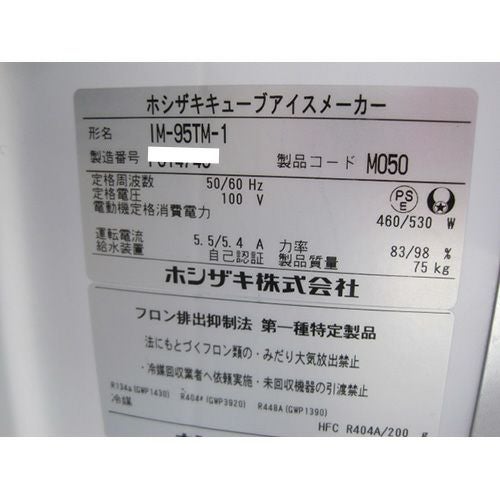 ホシザキキューブアイスメーカー
形名 IM-95TM-1
製造番号 製品コード M050
定格周波数 50/60 Hz
定格電圧 100 V
PS E
電動機定格消費電力 460/530 W
運転電流 5.5/5.4 A 力率 83/98 %
給水装置 自己認証 製品質量 75 kg
ホシザキ株式会社
フロン排出抑制法 第一種特定製品
法にもとづくフロン類の・みだり大気放出禁止
・冷媒回収業者へ依頼実施・未回収機器の引渡禁止
R134a(GWP1430) R404A(GWP3920) R448A(GWP1390)
冷媒 HFC R404A/200 g